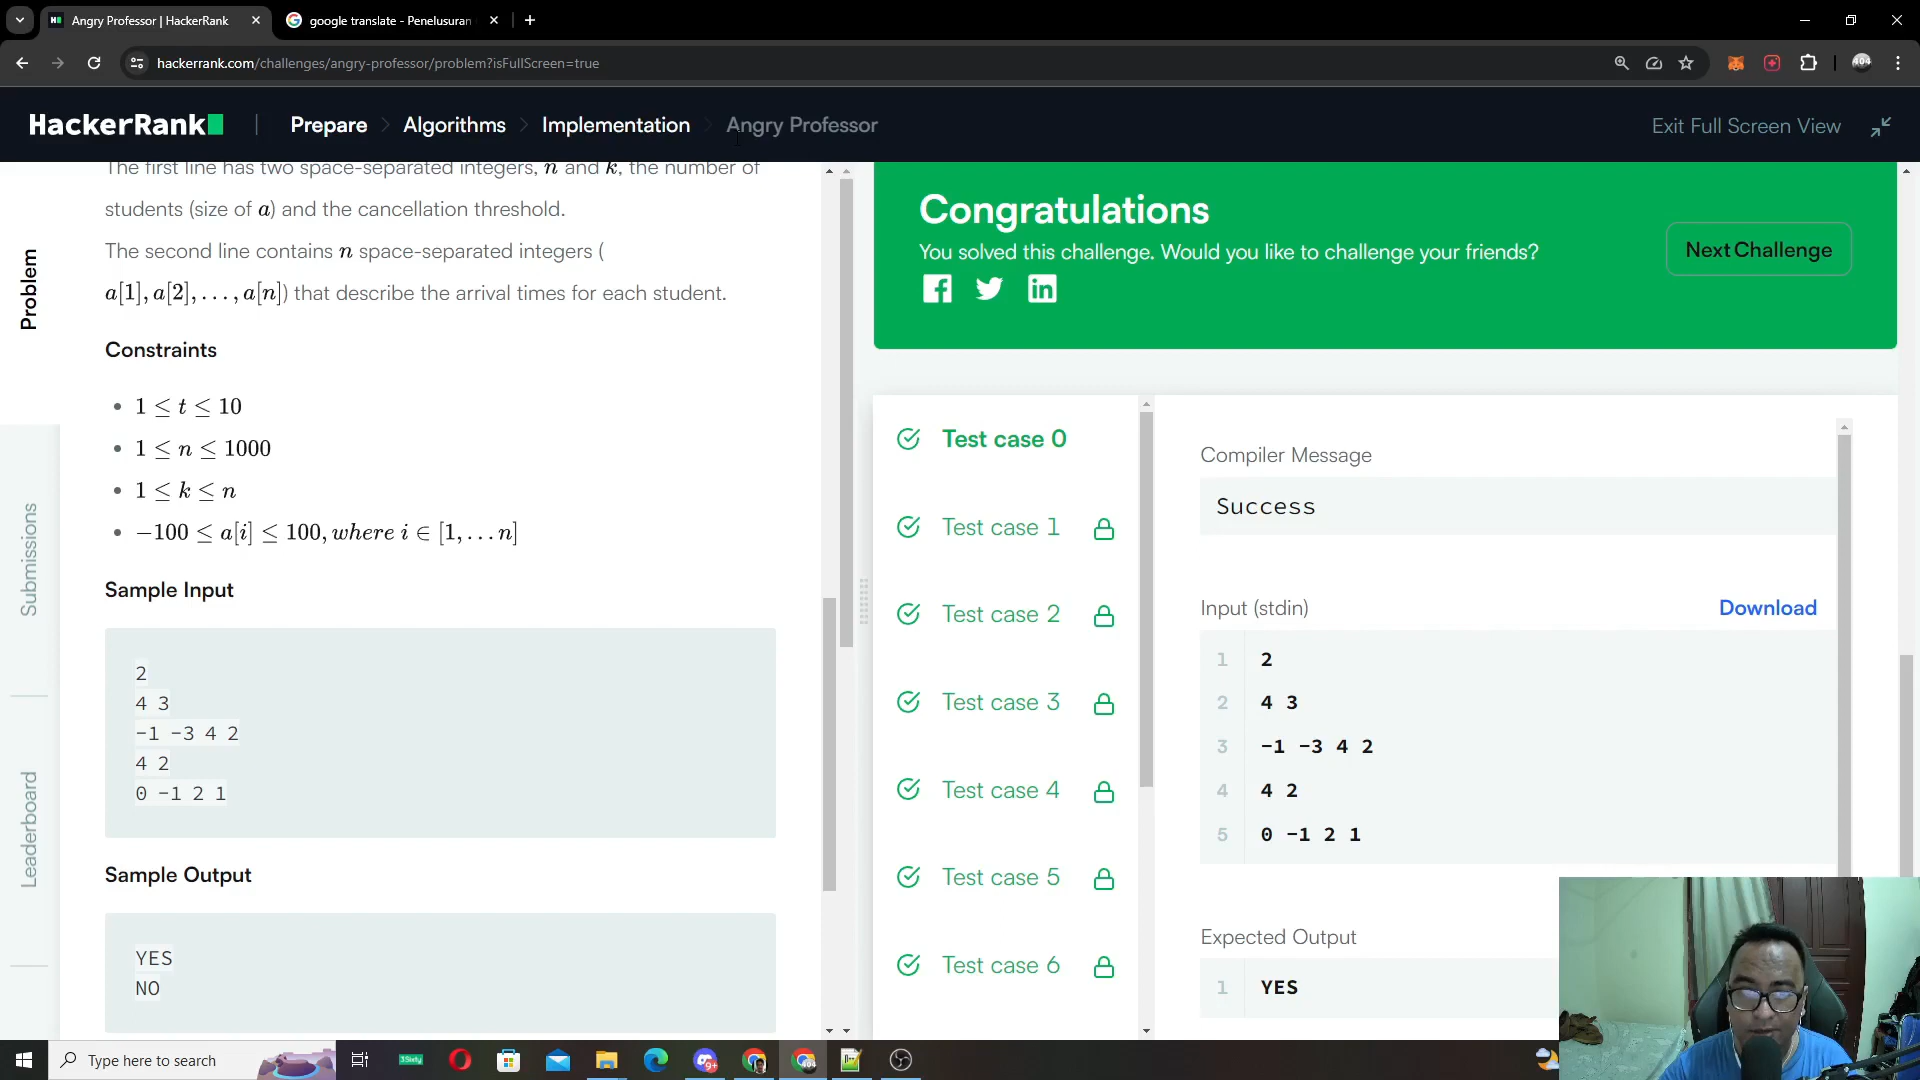 Angry Professor | HackerRank
google translate - Penelusuran
hackerrank.com/challenges/angry-professor/problem?isFullScreen=true
404
HackerRank
Prepare
Algorithms
Implementation
Angry Professor
Exit Full Screen View
Problem
Submissions
Leaderboard
The first line has two space-separated integers, n and k, the number of
students (size of a) and the cancellation threshold.
The second line contains n space-separated integers (
a[1], a[2], . . . , a[n]) that describe the arrival times for each student.
Constraints
• 1 ≤ t ≤ 10
• 1 ≤ n ≤ 1000
• 1 ≤ k ≤ n
• −100 ≤ a[i] ≤ 100, where i ∈ [1, . . . n]
Sample Input
2
4 3
-1 -3 4 2
4 2
0 -1 2 1
Sample Output
YES
NO
Congratulations
You solved this challenge. Would you like to challenge your friends?
Next Challenge
Test case 0
Test case 1
Test case 2
Test case 3
Test case 4
Test case 5
Test case 6
Compiler Message
Success
Input (stdin)
Download
1 2
2 4 3
3 -1 -3 4 2
4 4 2
5 0 -1 2 1
Expected Output
1 YES
Type here to search
9+
404